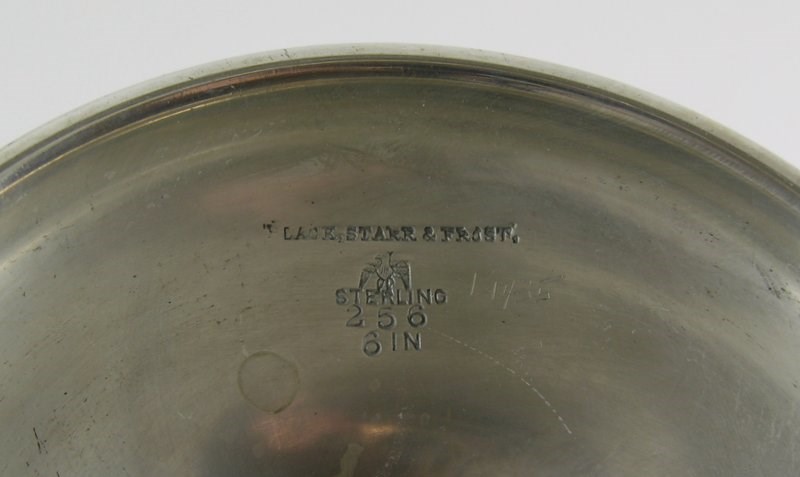 LACK, STARR & FROST,
STERLING
256
6 IN